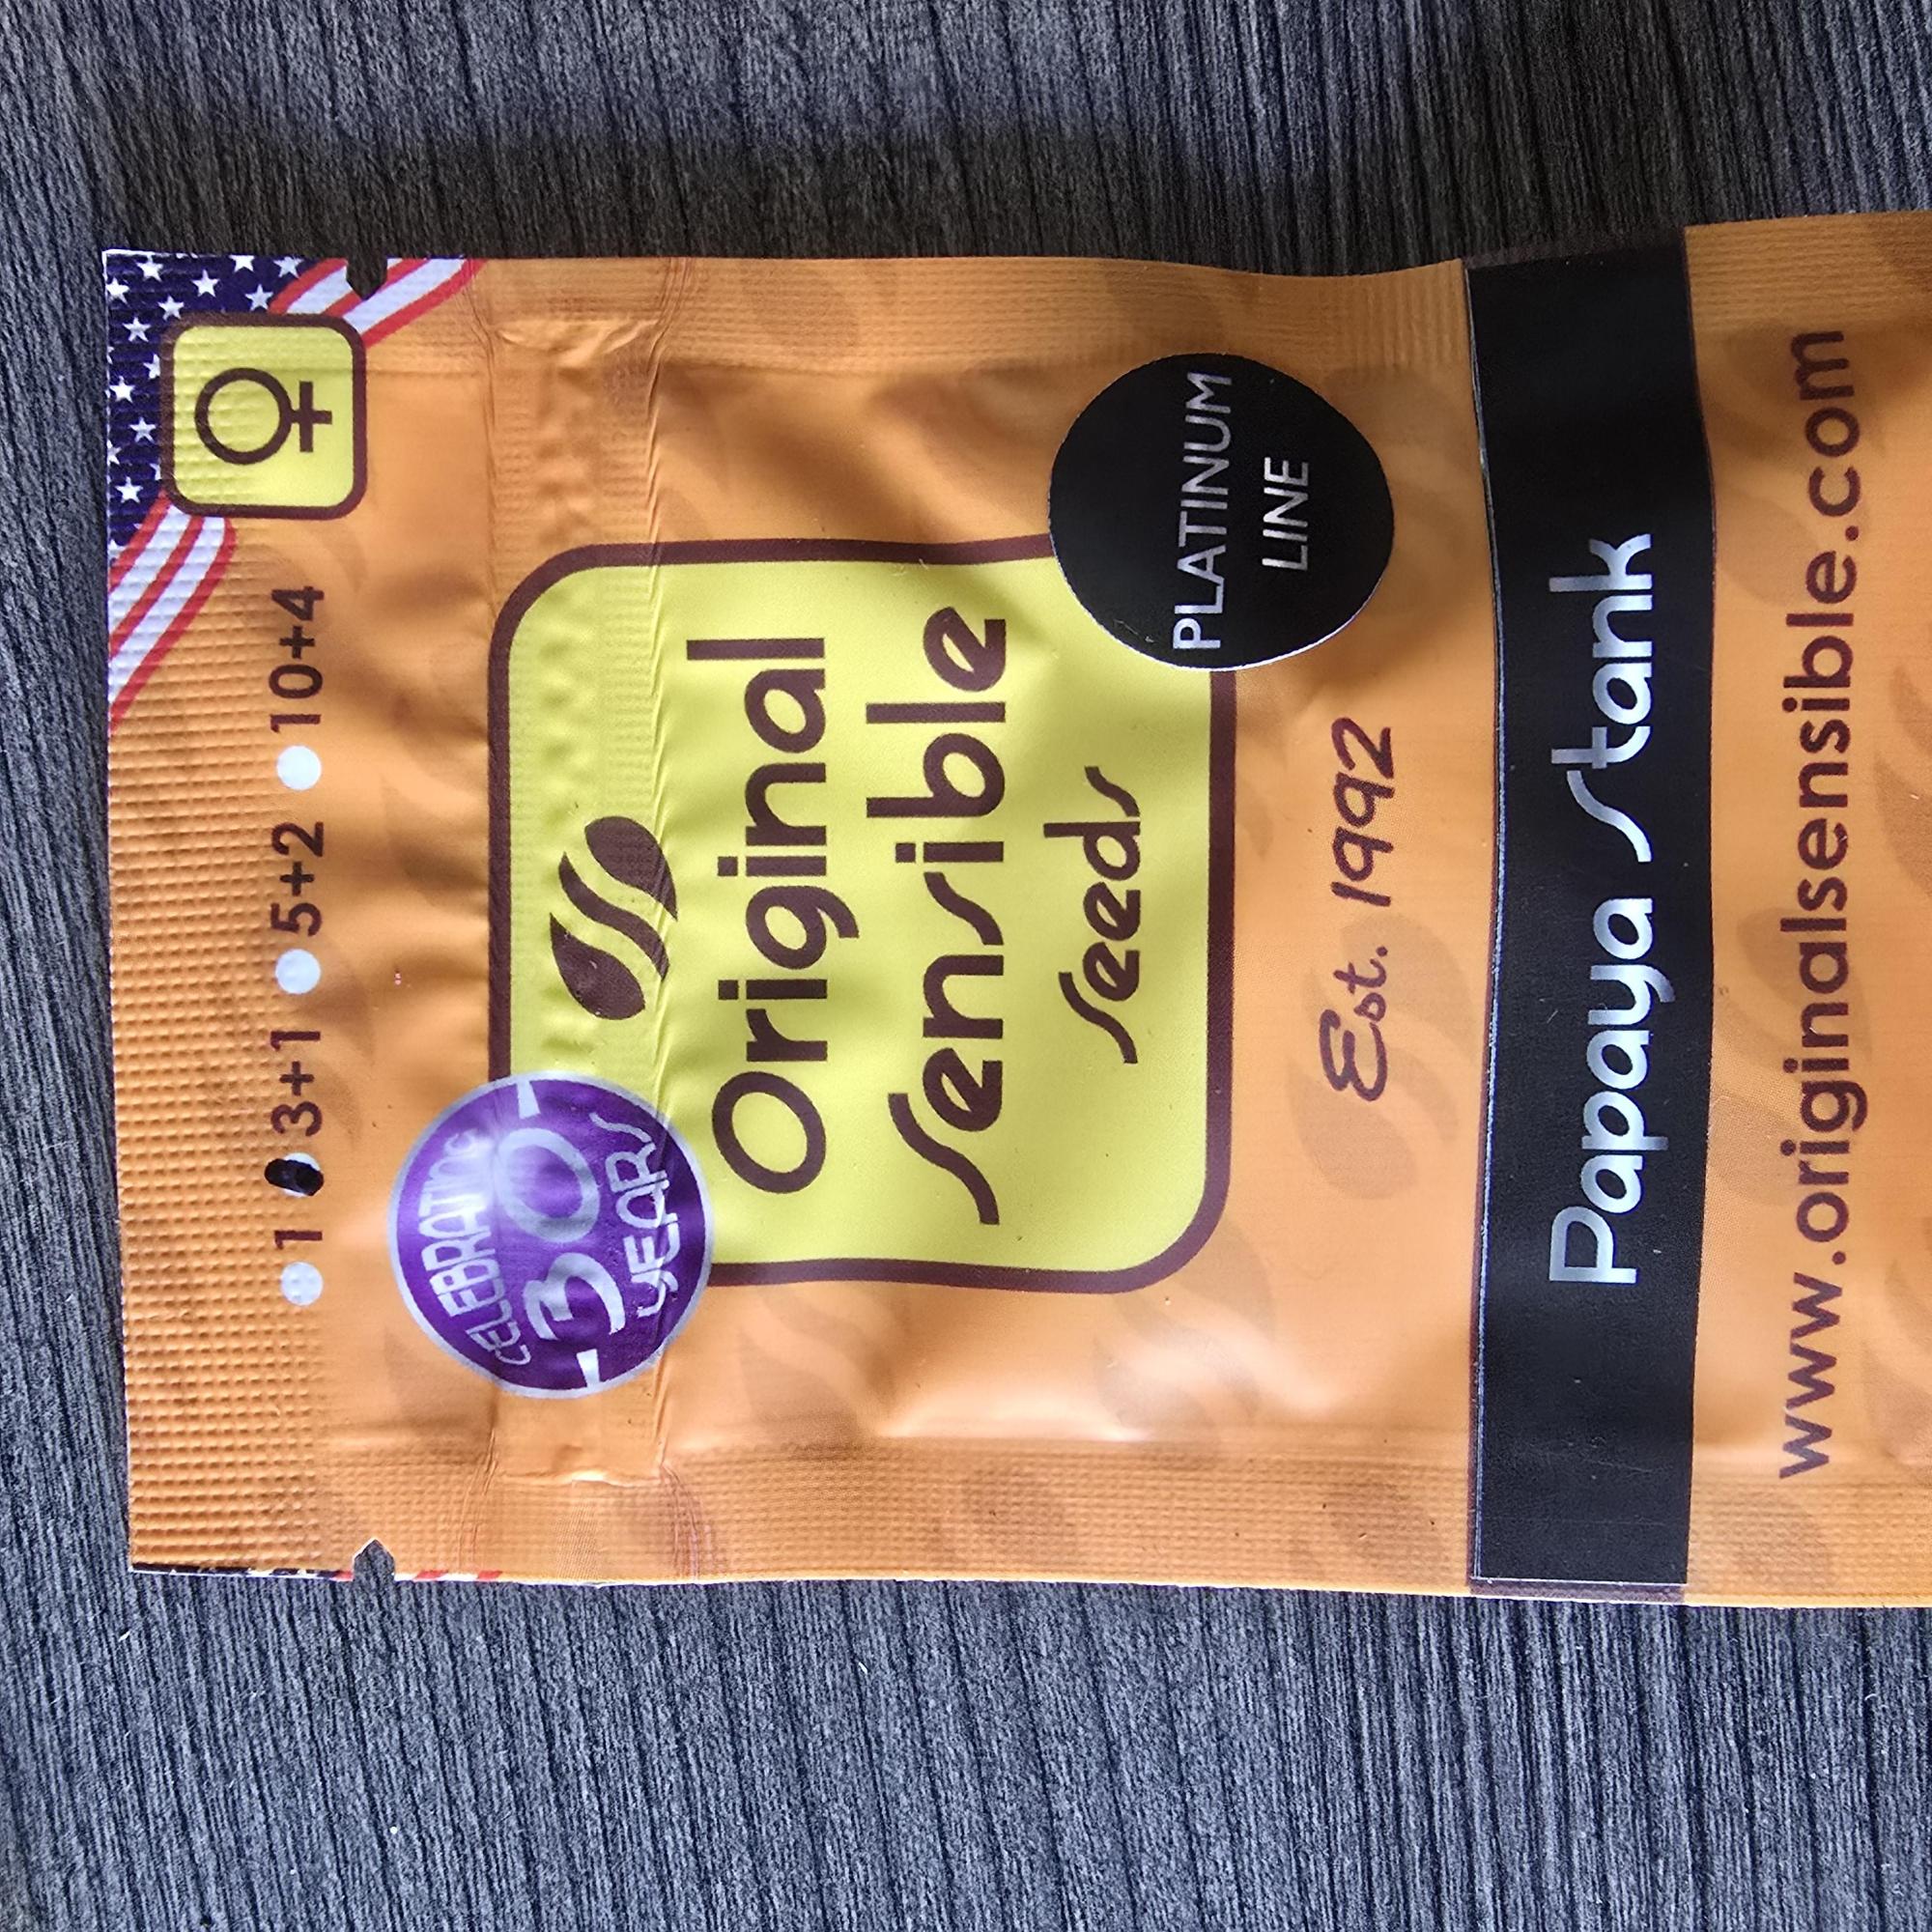 1 3+1 5+2 10+4
CELEBRATING
30
YEARS
Original
Sensible
Seeds
PLATINUM
LINE
Est. 1992
Papaya Stank
www.originalsensible.com